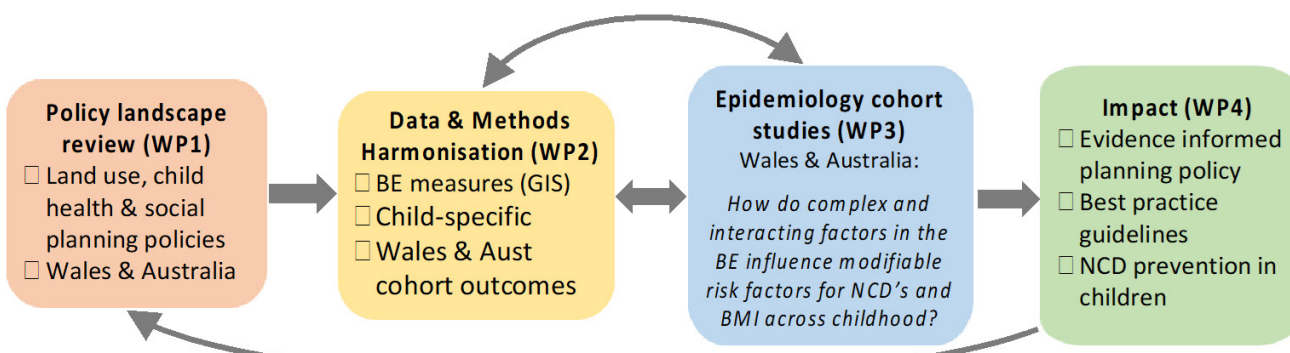 Policy landscape
review (WP1)
□ Land use, child
health & social
planning policies
□ Wales & Australia
Data & Methods
Harmonisation (WP2)
□ BE measures (GIS)
□ Child-specific
□ Wales & Aust
cohort outcomes
Epidemiology cohort
studies (WP3)
Wales & Australia:
How do complex and
interacting factors in the
BE influence modifiable
risk factors for NCD's and
BMI across childhood?
Impact (WP4)
□ Evidence informed
planning policy
□ Best practice
guidelines
□ NCD prevention in
children